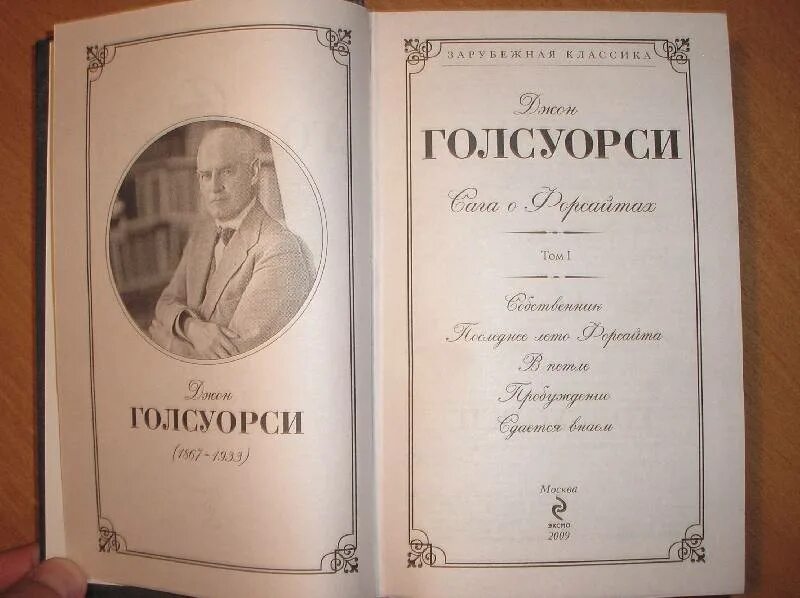 Джон
ГОЛСУОРСИ
(1867-1933)
ЗАРУБЕЖНАЯ КЛАССИКА
Джон
ГОЛСУОРСИ
Сага о Форсайтах
Том I
Собственник
Последнее лето Форсайта
В петле
Пробуждение
Сдается внаем
Москва
ЭКСМО
2009